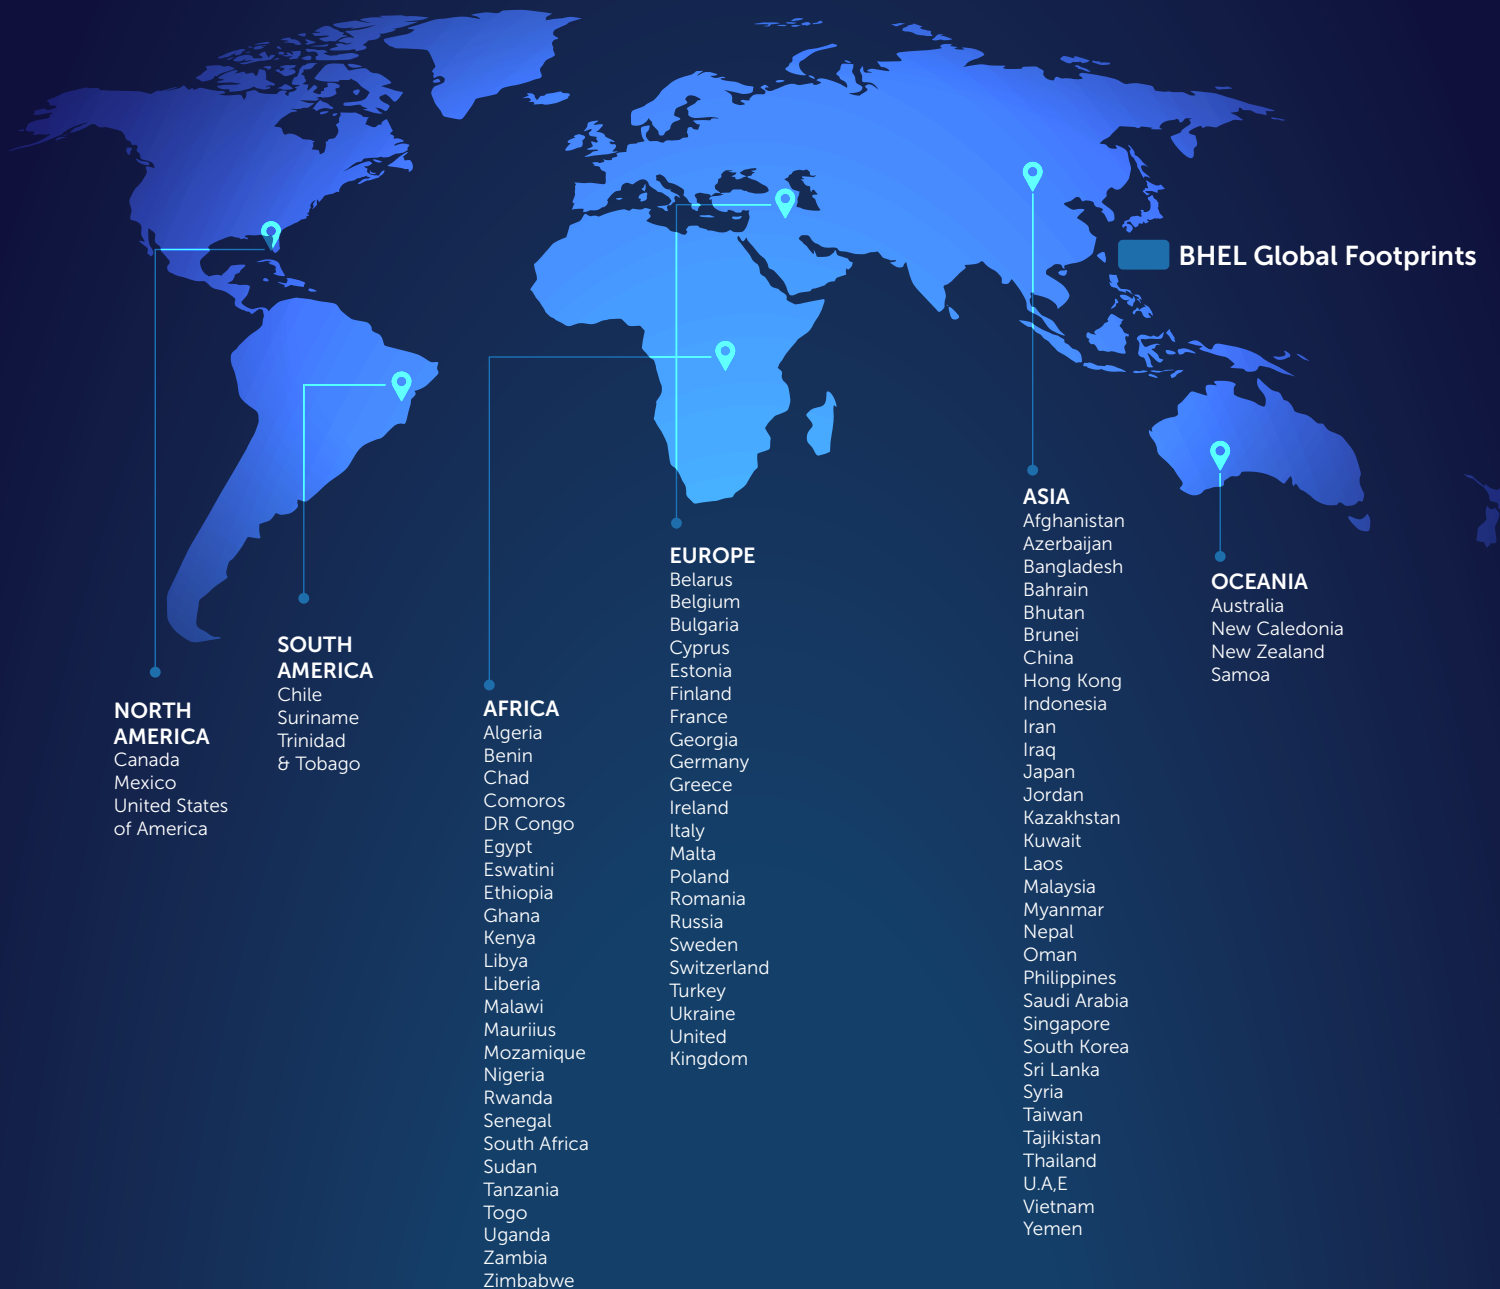 BHEL Global Footprints
NORTH
AMERICA
Canada
Mexico
United States
of America
SOUTH
AMERICA
Chile
Suriname
Trinidad
& Tobago
AFRICA
Algeria
Benin
Chad
Comoros
DR Congo
Egypt
Eswatini
Ethiopia
Ghana
Kenya
Libya
Liberia
Malawi
Mauriius
Mozamique
Nigeria
Rwanda
Senegal
South Africa
Sudan
Tanzania
Togo
Uganda
Zambia
Zimbabwe
EUROPE
Belarus
Belgium
Bulgaria
Cyprus
Estonia
Finland
France
Georgia
Germany
Greece
Ireland
Italy
Malta
Poland
Romania
Russia
Sweden
Switzerland
Turkey
Ukraine
United
Kingdom
ASIA
Afghanistan
Azerbaijan
Bangladesh
Bahrain
Bhutan
Brunei
China
Hong Kong
Indonesia
Iran
Iraq
Japan
Jordan
Kazakhstan
Kuwait
Laos
Malaysia
Myanmar
Nepal
Oman
Philippines
Saudi Arabia
Singapore
South Korea
Sri Lanka
Syria
Taiwan
Tajikistan
Thailand
U.A,E
Vietnam
Yemen
OCEANIA
Australia
New Caledonia
New Zealand
Samoa